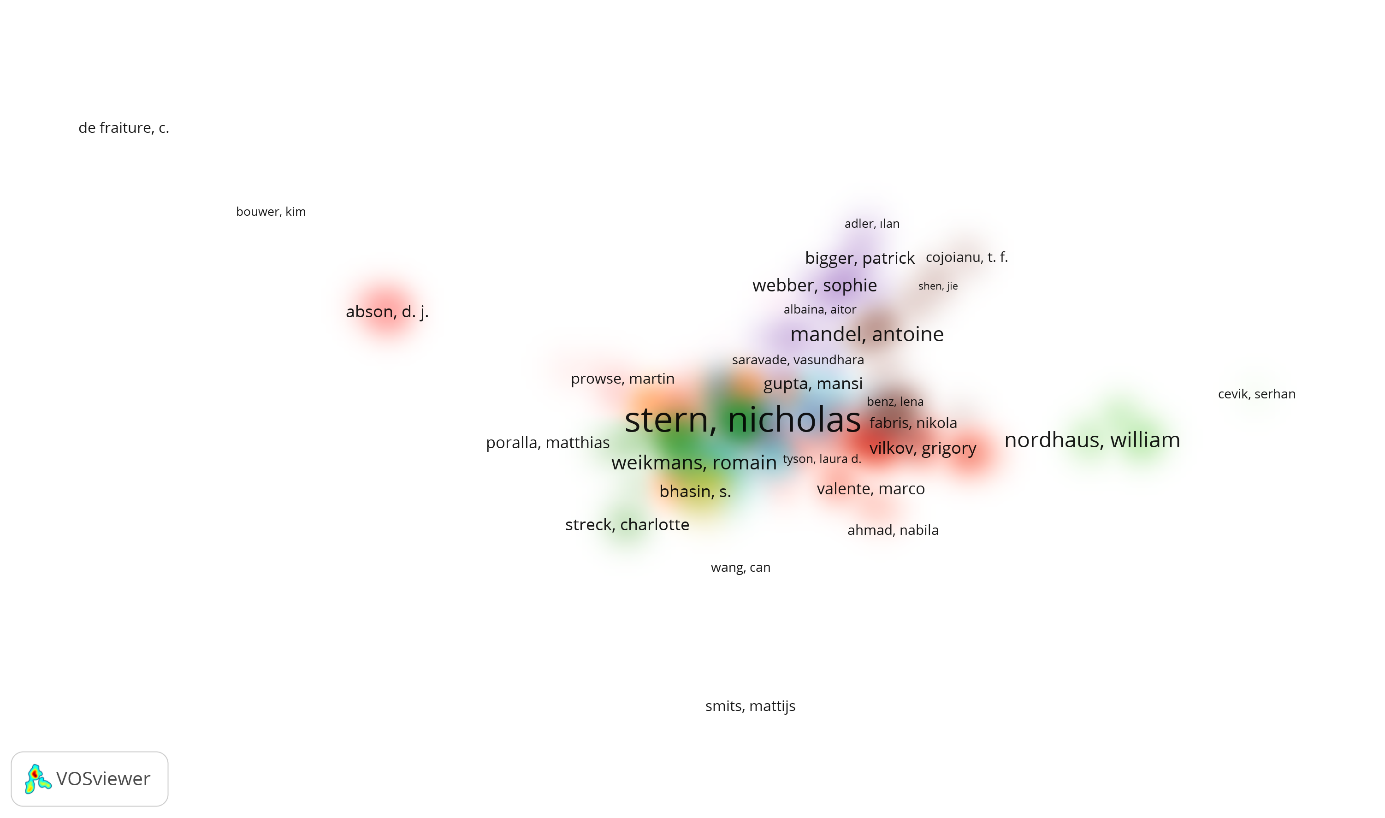 de fraiture, c.
bouwer, kim
adler, ılan
bigger, patrick
cojoianu, t. f.
webber, sophie
shen, jie
albaina, aitor
abson, d. j.
mandel, antoine
saravade, vasundhara
prowse, martin
gupta, mansi
cevik, serhan
benz, lena
stern, nicholas
fabris, nikola
nordhaus, william
poralla, matthias
vilkov, grigory
weikmans, romain
tyson, laura d.
bhasin, s.
valente, marco
streck, charlotte
ahmad, nabila
wang, can
smits, mattijs
VOSviewer